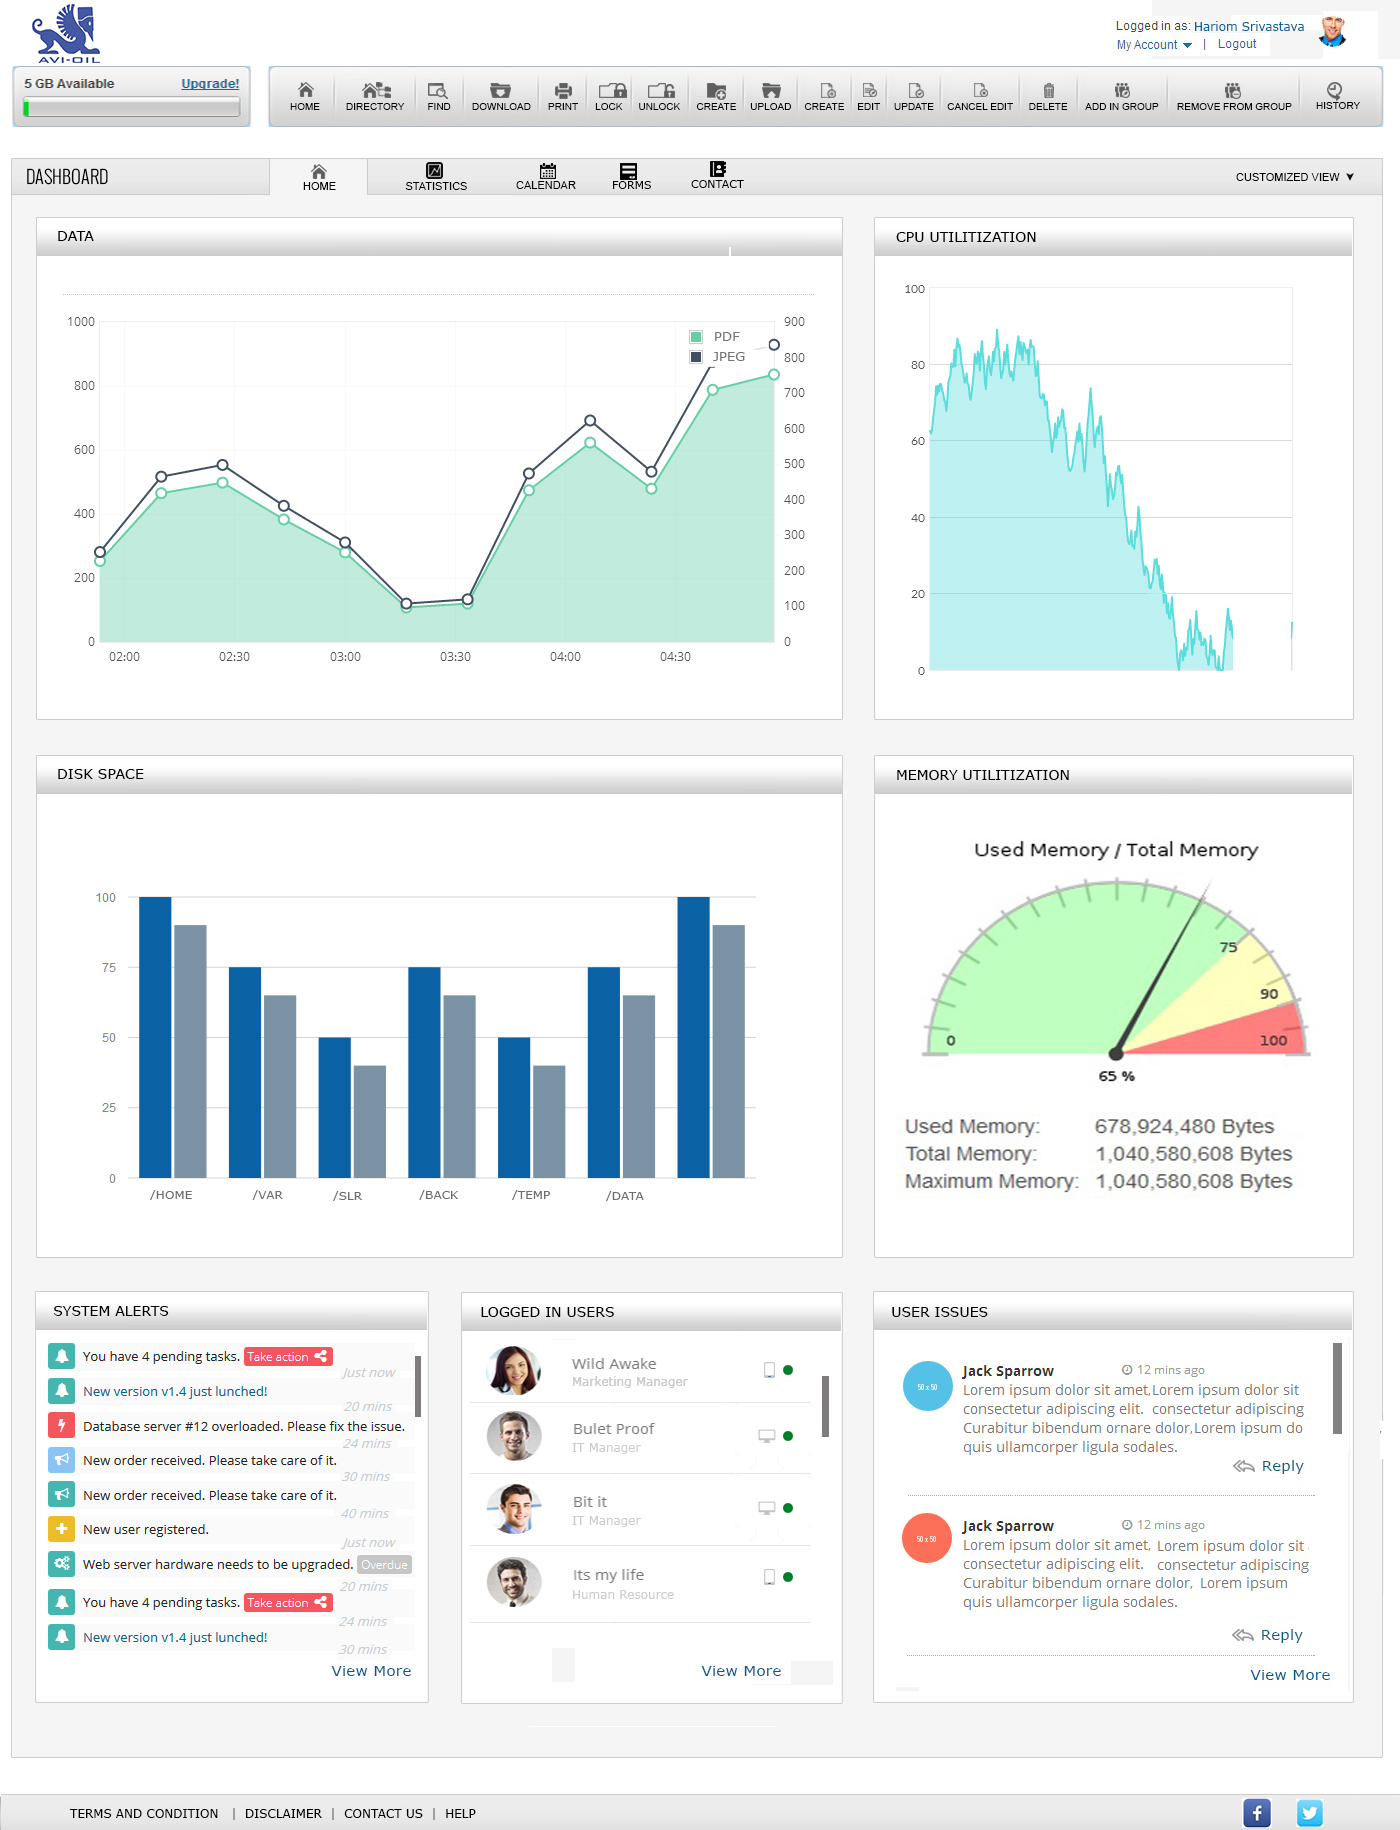 AVI-OIL
Logged in as: Hariom Srivastava
My Account | Logout
5 GB Available Upgrade!
HOME DIRECTORY FIND DOWNLOAD PRINT LOCK UNLOCK CREATE UPLOAD CREATE EDIT UPDATE CANCEL EDIT DELETE ADD IN GROUP REMOVE FROM GROUP HISTORY
DASHBOARD
HOME STATISTICS CALENDAR FORMS CONTACT
CUSTOMIZED VIEW
DATA
1000
800
600
400
200
0
PDF
JPEG
900
800
700
600
500
400
300
200
100
0
02:00 02:30 03:00 03:30 04:00 04:30
CPU UTILITIZATION
100
80
60
40
20
0
DISK SPACE
100
75
50
25
0
/HOME /VAR /SLR /BACK /TEMP /DATA
MEMORY UTILITIZATION
Used Memory / Total Memory
0 75 90 100
65 %
Used Memory: 678,924,480 Bytes
Total Memory: 1,040,580,608 Bytes
Maximum Memory: 1,040,580,608 Bytes
SYSTEM ALERTS
You have 4 pending tasks. Take action
Just now
New version v1.4 just lunched!
20 mins
Database server #12 overloaded. Please fix the issue.
24 mins
New order received. Please take care of it.
30 mins
New order received. Please take care of it.
40 mins
New user registered.
Just now
Web server hardware needs to be upgraded. Overdue
20 mins
You have 4 pending tasks. Take action
24 mins
New version v1.4 just lunched!
30 mins
View More
LOGGED IN USERS
Wild Awake
Marketing Manager
Bulet Proof
IT Manager
Bit it
IT Manager
Its my life
Human Resource
View More
USER ISSUES
50 x 50
Jack Sparrow 12 mins ago
Lorem ipsum dolor sit amet,Lorem ipsum dolor sit
consectetur adipiscing elit. consectetur adipiscing
Curabitur bibendum ornare dolor,Lorem ipsum do
quis ullamcorper ligula sodales.
Reply
50 x 50
Jack Sparrow 12 mins ago
Lorem ipsum dolor sit amet, Lorem ipsum dolor sit
consectetur adipiscing elit. consectetur adipiscing
Curabitur bibendum ornare dolor, Lorem ipsum
quis ullamcorper ligula sodales.
Reply
View More
TERMS AND CONDITION | DISCLAIMER | CONTACT US | HELP